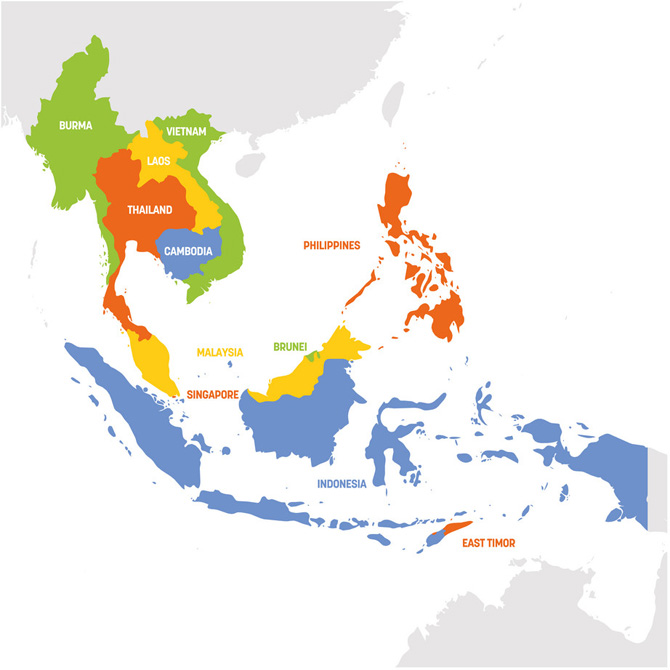 BURMA
VIETNAM
LAOS
THAILAND
CAMBODIA
PHILIPPINES
MALAYSIA
BRUNEI
SINGAPORE
INDONESIA
EAST TIMOR